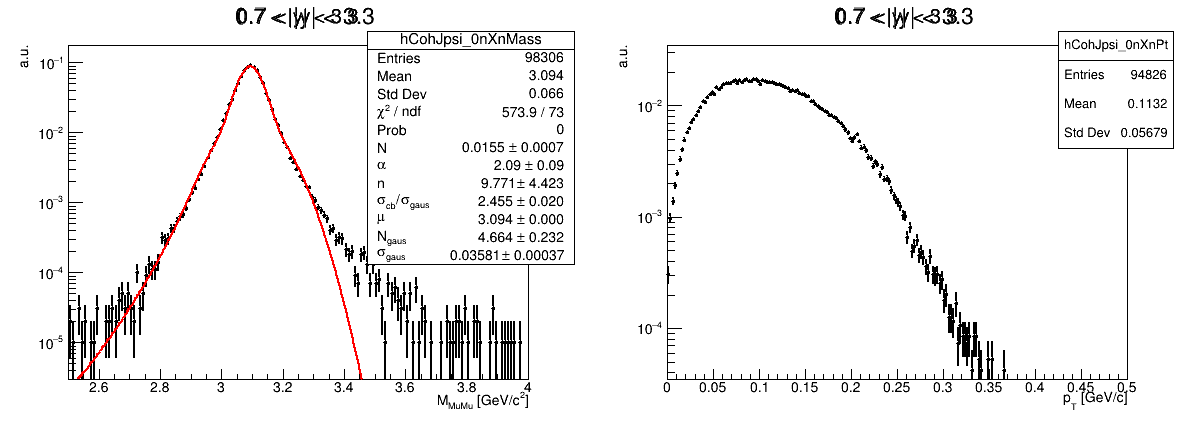 0.7 <|y|< 3.3
0.7 <|y|< 3.3
a.u.
hCohJpsi_0nXnMass
Entries 98306
Mean 3.094
Std Dev 0.066
χ² / ndf 573.9 / 73
Prob 0
N 0.0155 ± 0.0007
α 2.09 ± 0.09
n 9.771 ± 4.423
σcb/σgaus 2.455 ± 0.020
μ 3.094 ± 0.000
Ngaus 4.664 ± 0.232
σgaus 0.03581 ± 0.00037
10⁻¹
10⁻²
10⁻³
10⁻⁴
10⁻⁵
2.6 2.8 3 3.2 3.4 3.6 3.8 4
MMuMu [GeV/c²]
a.u.
hCohJpsi_0nXnPt
Entries 94826
Mean 0.1132
Std Dev 0.05679
10⁻²
10⁻³
10⁻⁴
0 0.05 0.1 0.15 0.2 0.25 0.3 0.35 0.4 0.45 0.5
pT [GeV/c]